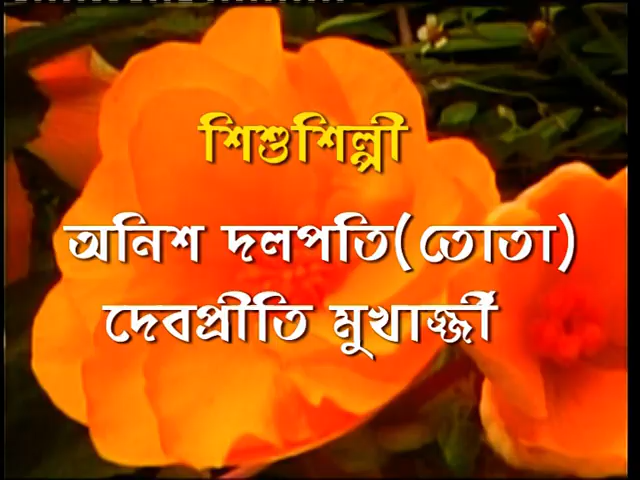 শিশুশিল্পী
অনিশ দলপতি(তোতা)
দেবপ্রীতি মুখার্জ্জী